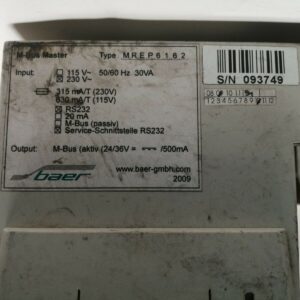 M-Bus Master Type MREP6162
Input: 115 V~ 50/60 Hz 30VA
230 V~
315 mA/T (230V)
630 mA/T (115V)
RS232
20 mA
M-Bus (passiv)
Service-Schnittstelle RS232
Output: M-Bus (aktiv (24/36V = /500mA
baer
www.baer-gmbh.com
2009
S/N 093749